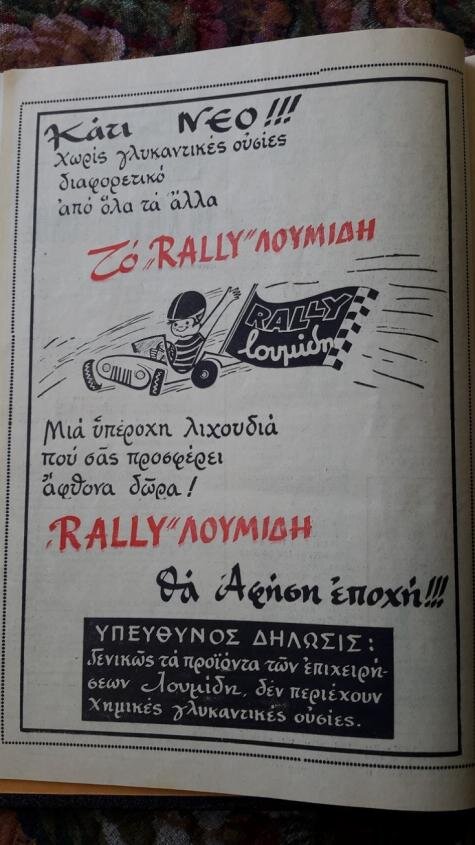 Κάτι ΝΕΟ!!!
χωρίς γλυκαντικές οὐσίες
διαφορετικό
ἀπό ὅλα τά ἄλλα
Τό „RALLY“ ΛΟΥΜΙΔΗ
RALLY
λουμίδη
Μιά ὑπέροχη λιχουδιά
πού σᾶς προσφέρει
ἄφθονα δῶρα!
„RALLY“ ΛΟΥΜΙΔΗ
θά Ἀφήση ἐποχή!!!
ΥΠΕΥΘΥΝΟΣ ΔΗΛΩΣΙΣ:
Γενικῶς τά προϊόντα τῶν ἐπιχειρή-
σεων Λουμίδη, δέν περιέχουν
χημικές γλυκαντικές οὐσίες.